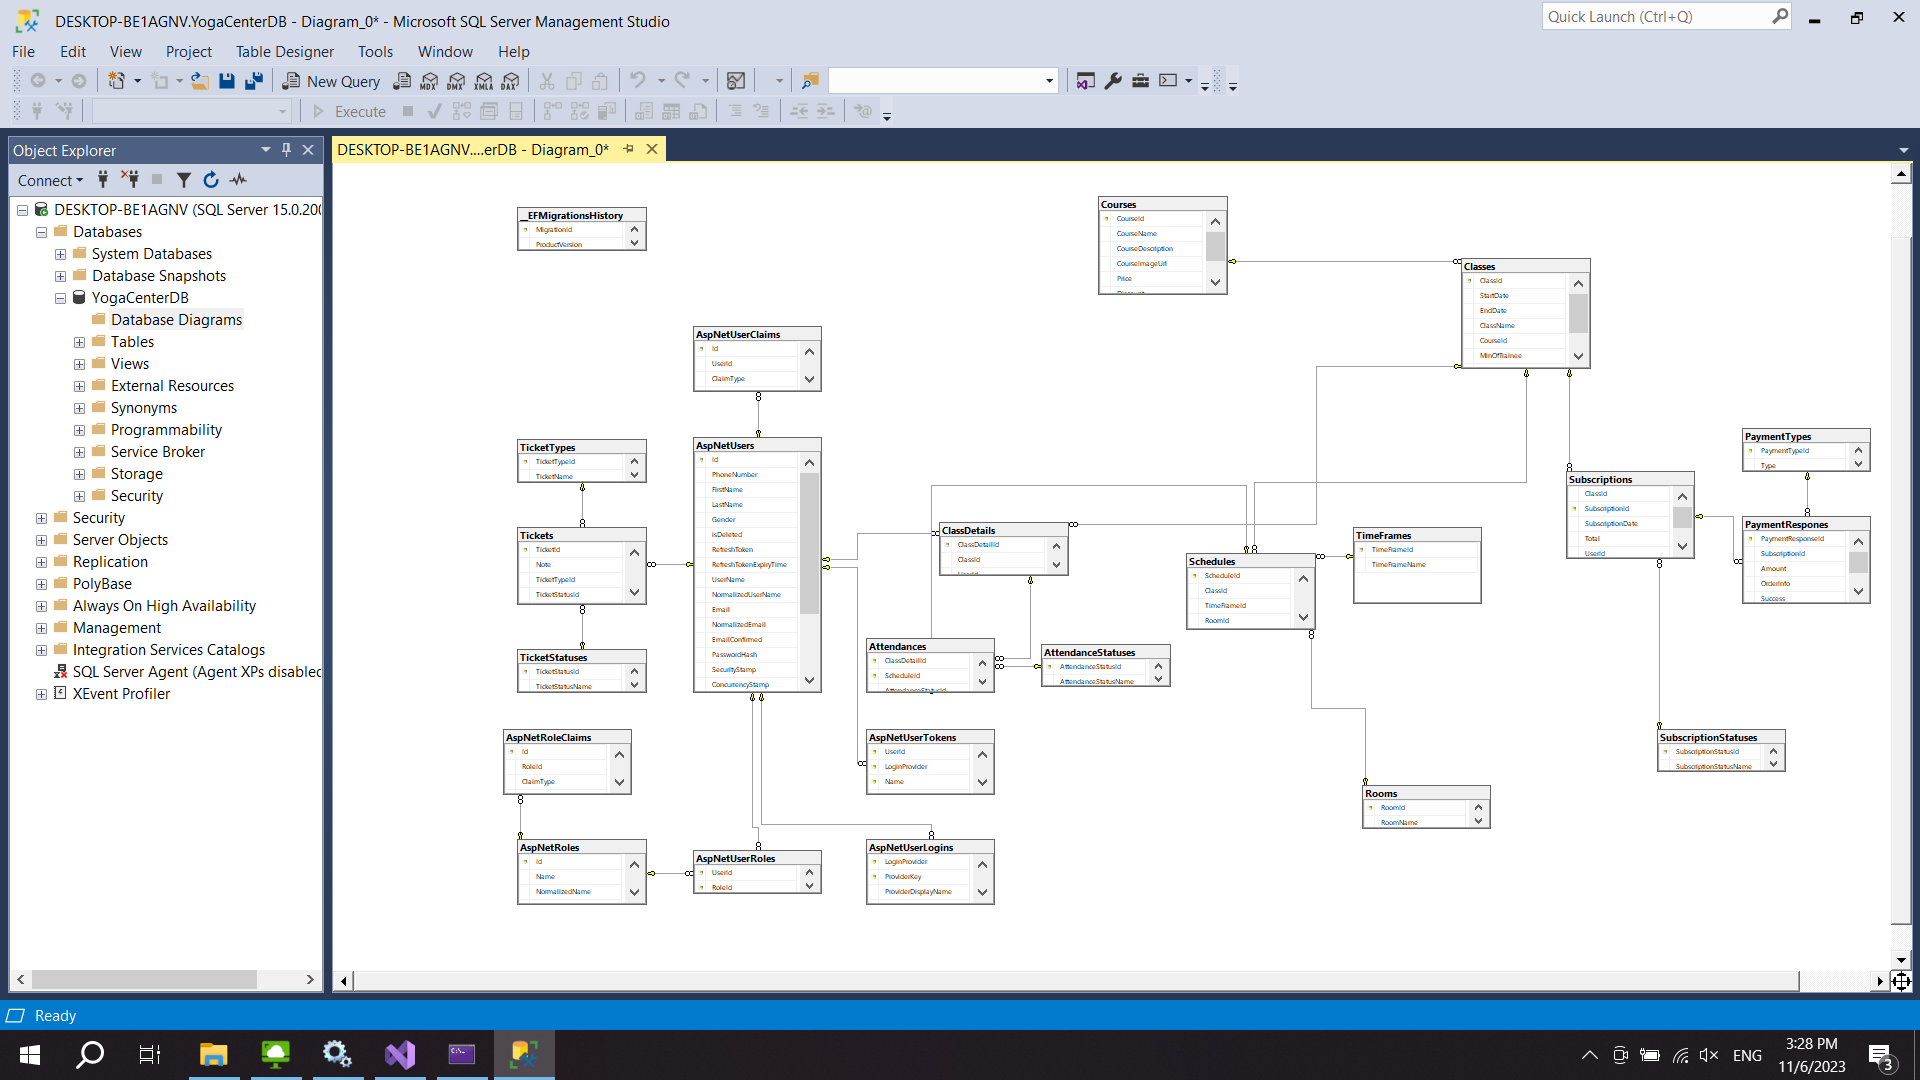 DESKTOP-BE1AGNV.YogaCenterDB - Diagram_0* - Microsoft SQL Server Management Studio
Quick Launch (Ctrl+Q)
File Edit View Project Table Designer Tools Window Help
New Query
MDX DMX XMLA DAX
Execute
Object Explorer
DESKTOP-BE1AGNV....erDB - Diagram_0*
Connect
DESKTOP-BE1AGNV (SQL Server 15.0.200
Databases
System Databases
Database Snapshots
YogaCenterDB
Database Diagrams
Tables
Views
External Resources
Synonyms
Programmability
Service Broker
Storage
Security
Security
Server Objects
Replication
PolyBase
Always On High Availability
Management
Integration Services Catalogs
SQL Server Agent (Agent XPs disabled
XEvent Profiler
__EFMigrationsHistory
MigrationId
ProductVersion
Courses
CourseId
CourseName
CourseDescription
CourseImageUrl
Price
Discount
Classes
ClassId
StartDate
EndDate
ClassName
CourseId
MinOfTrainee
AspNetUserClaims
Id
UserId
ClaimType
TicketTypes
TicketTypeId
TicketName
AspNetUsers
Id
PhoneNumber
FirstName
LastName
Gender
isDeleted
RefreshToken
RefreshTokenExpiryTime
UserName
NormalizedUserName
Email
NormalizedEmail
EmailConfirmed
PasswordHash
SecurityStamp
ConcurrencyStamp
PaymentTypes
PaymentTypeId
Type
Subscriptions
ClassId
SubscriptionId
SubscriptionDate
Total
UserId
PaymentRespones
PaymentResponseId
SubscriptionId
Amount
OrderInfo
Success
Tickets
TicketId
Note
TicketTypeId
TicketStatusId
ClassDetails
ClassDetailId
ClassId
UserId
Schedules
ScheduleId
ClassId
TimeFrameId
RoomId
TimeFrames
TimeFrameId
TimeFrameName
TicketStatuses
TicketStatusId
TicketStatusName
Attendances
ClassDetailId
ScheduleId
AttendanceStatusId
AttendanceStatuses
AttendanceStatusId
AttendanceStatusName
AspNetRoleClaims
Id
RoleId
ClaimType
AspNetUserTokens
UserId
LoginProvider
Name
SubscriptionStatuses
SubscriptionStatusId
SubscriptionStatusName
Rooms
RoomId
RoomName
AspNetRoles
Id
Name
NormalizedName
AspNetUserRoles
UserId
RoleId
AspNetUserLogins
LoginProvider
ProviderKey
ProviderDisplayName
Ready
ENG
3:28 PM
11/6/2023
3